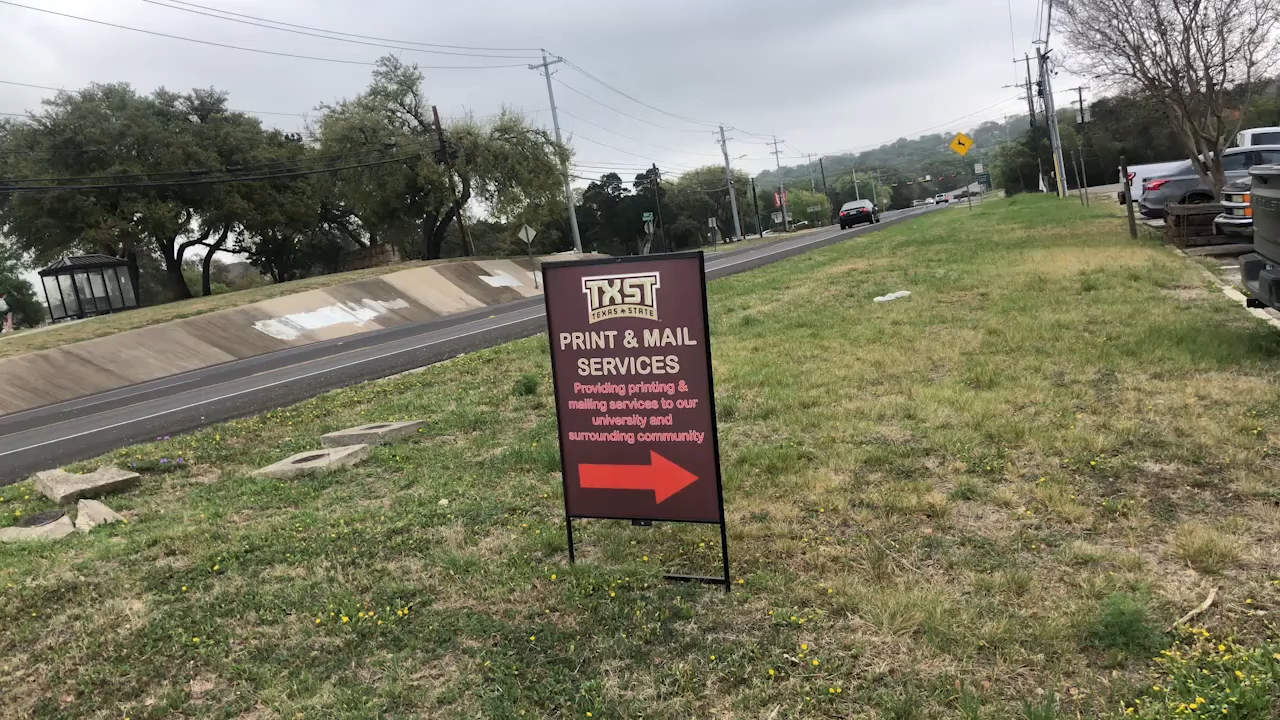 TXST
TEXAS STATE
PRINT & MAIL
SERVICES
Providing printing &
mailing services to our
university and
surrounding community